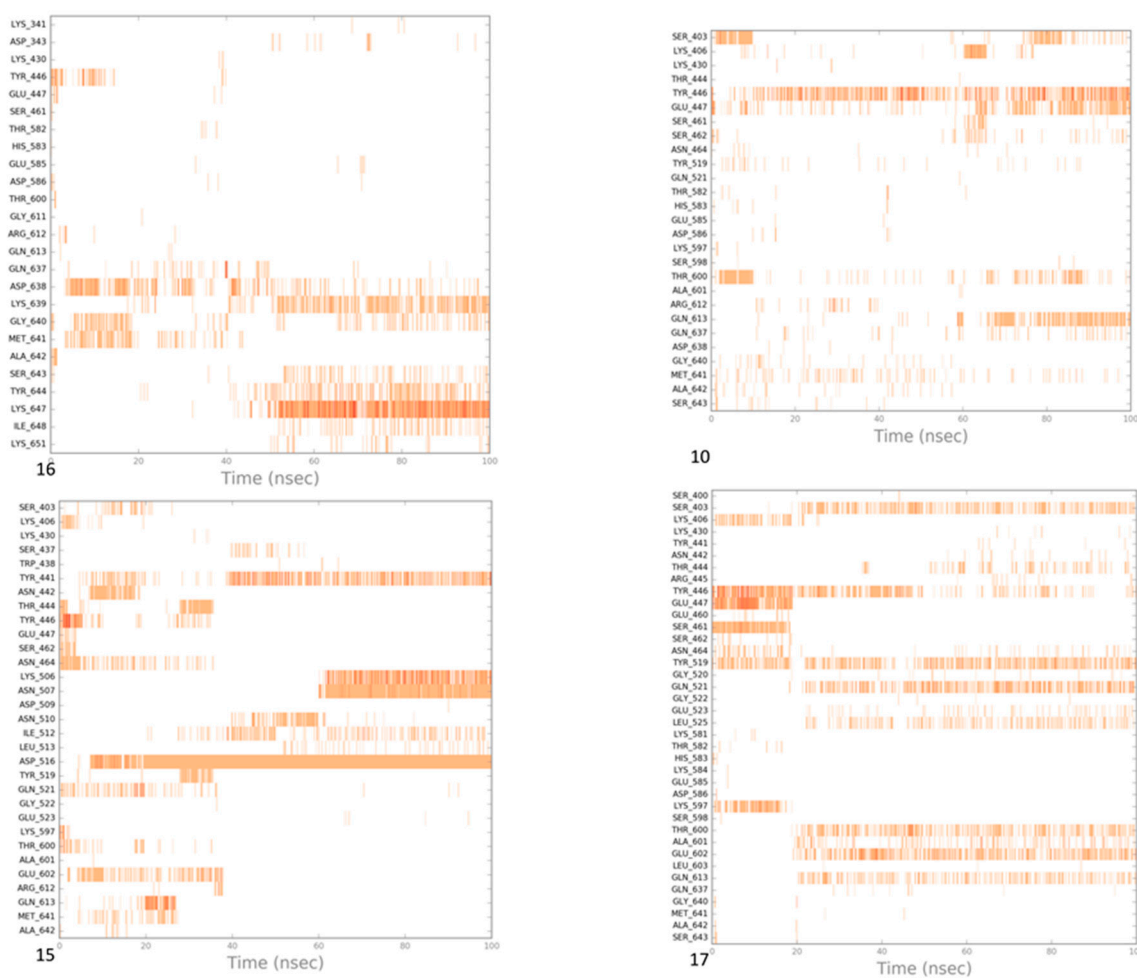 LYS_341
ASP_343
LYS_430
TYR_446
GLU_447
SER_461
THR_582
HIS_583
GLU_585
ASP_586
THR_600
GLY_611
ARG_612
GLN_613
GLN_637
ASP_638
LYS_639
GLY_640
MET_641
ALA_642
SER_643
TYR_644
LYS_647
ILE_648
LYS_651
0 20 40 60 80 100
16
Time (nsec)
SER_403
LYS_406
LYS_430
THR_444
TYR_446
GLU_447
SER_461
SER_462
ASN_464
TYR_519
GLN_521
THR_582
HIS_583
GLU_585
ASP_586
LYS_597
SER_598
THR_600
ALA_601
ARG_612
GLN_613
GLN_637
ASP_638
GLY_640
MET_641
ALA_642
SER_643
0 20 40 60 80 100
Time (nsec)
10
SER_403
LYS_406
LYS_430
SER_437
TRP_438
TYR_441
ASN_442
THR_444
TYR_446
GLU_447
SER_462
ASN_464
LYS_506
ASN_507
ASP_509
ASN_510
ILE_512
LEU_513
ASP_516
TYR_519
GLN_521
GLY_522
GLU_523
LYS_597
THR_600
ALA_601
GLU_602
ARG_612
GLN_613
MET_641
ALA_642
0 20 40 60 80 100
15
Time (nsec)
SER_400
SER_403
LYS_406
LYS_430
TYR_441
ASN_442
THR_444
ARG_445
TYR_446
GLU_447
GLU_460
SER_461
SER_462
ASN_464
TYR_519
GLY_520
GLN_521
GLY_522
GLU_523
LEU_525
LYS_581
THR_582
HIS_583
LYS_584
GLU_585
ASP_586
LYS_597
SER_598
THR_600
ALA_601
GLU_602
LEU_603
GLN_613
GLN_637
GLY_640
MET_641
ALA_642
SER_643
0 20 40 60 80 100
17
Time (nsec)